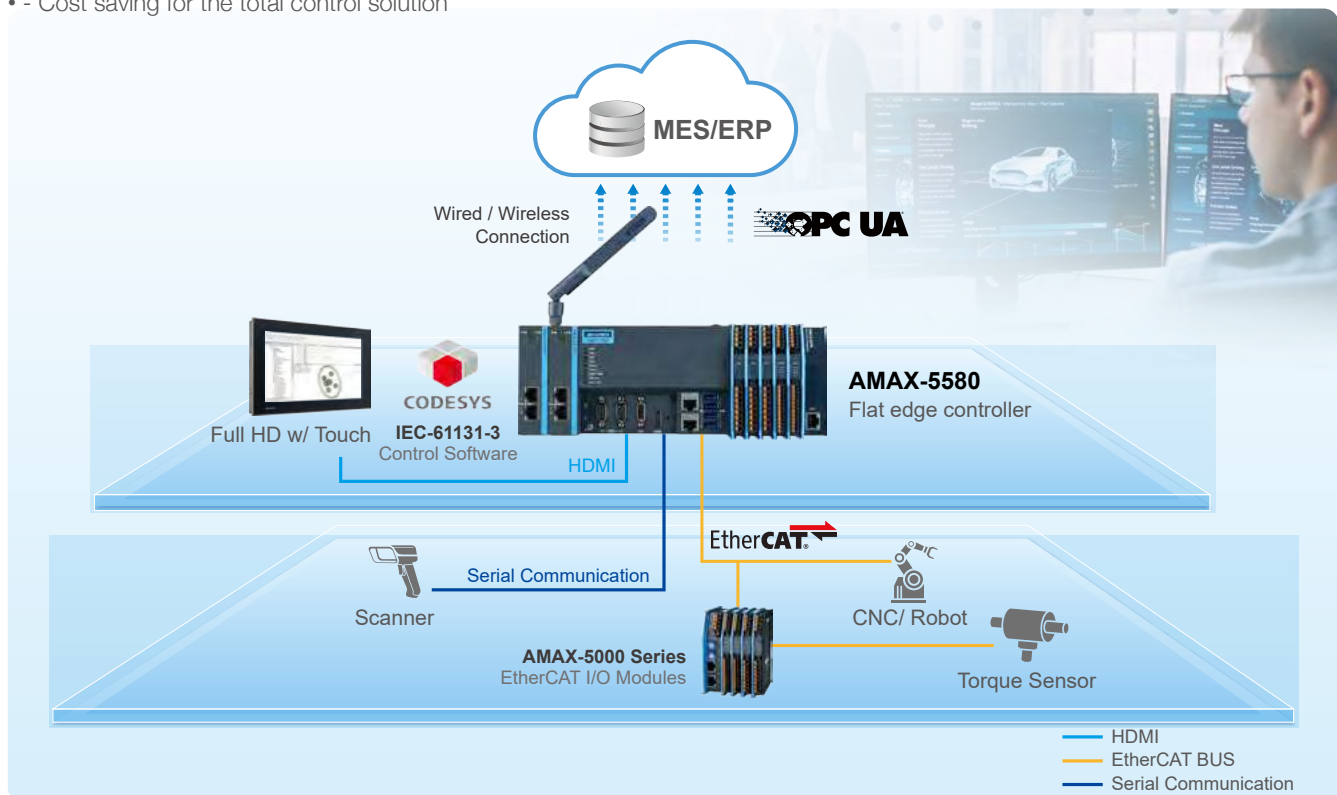 • - Cost saving for the total control solution
MES/ERP
Wired / Wireless
Connection
OPC UA
AMAX-5580
Flat edge controller
CODESYS
Full HD w/ Touch
IEC-61131-3
Control Software
HDMI
EtherCAT®
Serial Communication
Scanner
CNC/ Robot
AMAX-5000 Series
EtherCAT I/O Modules
Torque Sensor
HDMI
EtherCAT BUS
Serial Communication